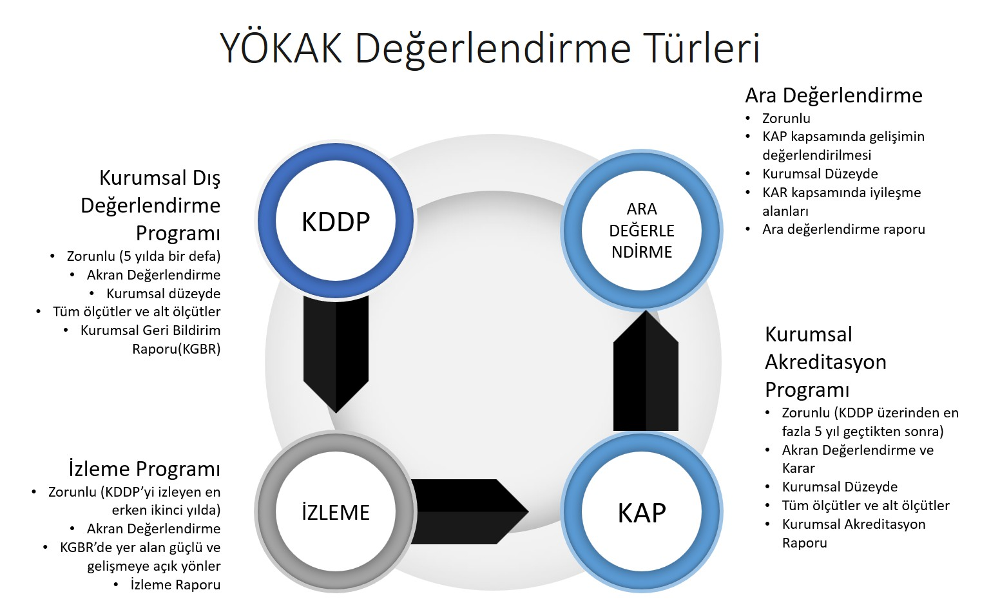 YÖKAK Değerlendirme Türleri
Kurumsal Dış
Değerlendirme
Programı
• Zorunlu (5 yılda bir defa)
• Akran Değerlendirme
• Kurumsal düzeyde
• Tüm ölçütler ve alt ölçütler
• Kurumsal Geri Bildirim
Raporu(KGBR)
KDDP
ARA
DEĞERLE
NDİRME
Ara Değerlendirme
• Zorunlu
• KAP kapsamında gelişimin
değerlendirilmesi
• Kurumsal Düzeyde
• KAR kapsamında iyileşme
alanları
• Ara değerlendirme raporu
İzleme Programı
• Zorunlu (KDDP’yi izleyen en
erken ikinci yılda)
• Akran Değerlendirme
• KGBR’de yer alan güçlü ve
gelişmeye açık yönler
• İzleme Raporu
İZLEME
KAP
Kurumsal
Akreditasyon
Programı
• Zorunlu (KDDP üzerinden en
fazla 5 yıl geçtikten sonra)
• Akran Değerlendirme ve
Karar
• Kurumsal Düzeyde
• Tüm ölçütler ve alt ölçütler
• Kurumsal Akreditasyon
Raporu